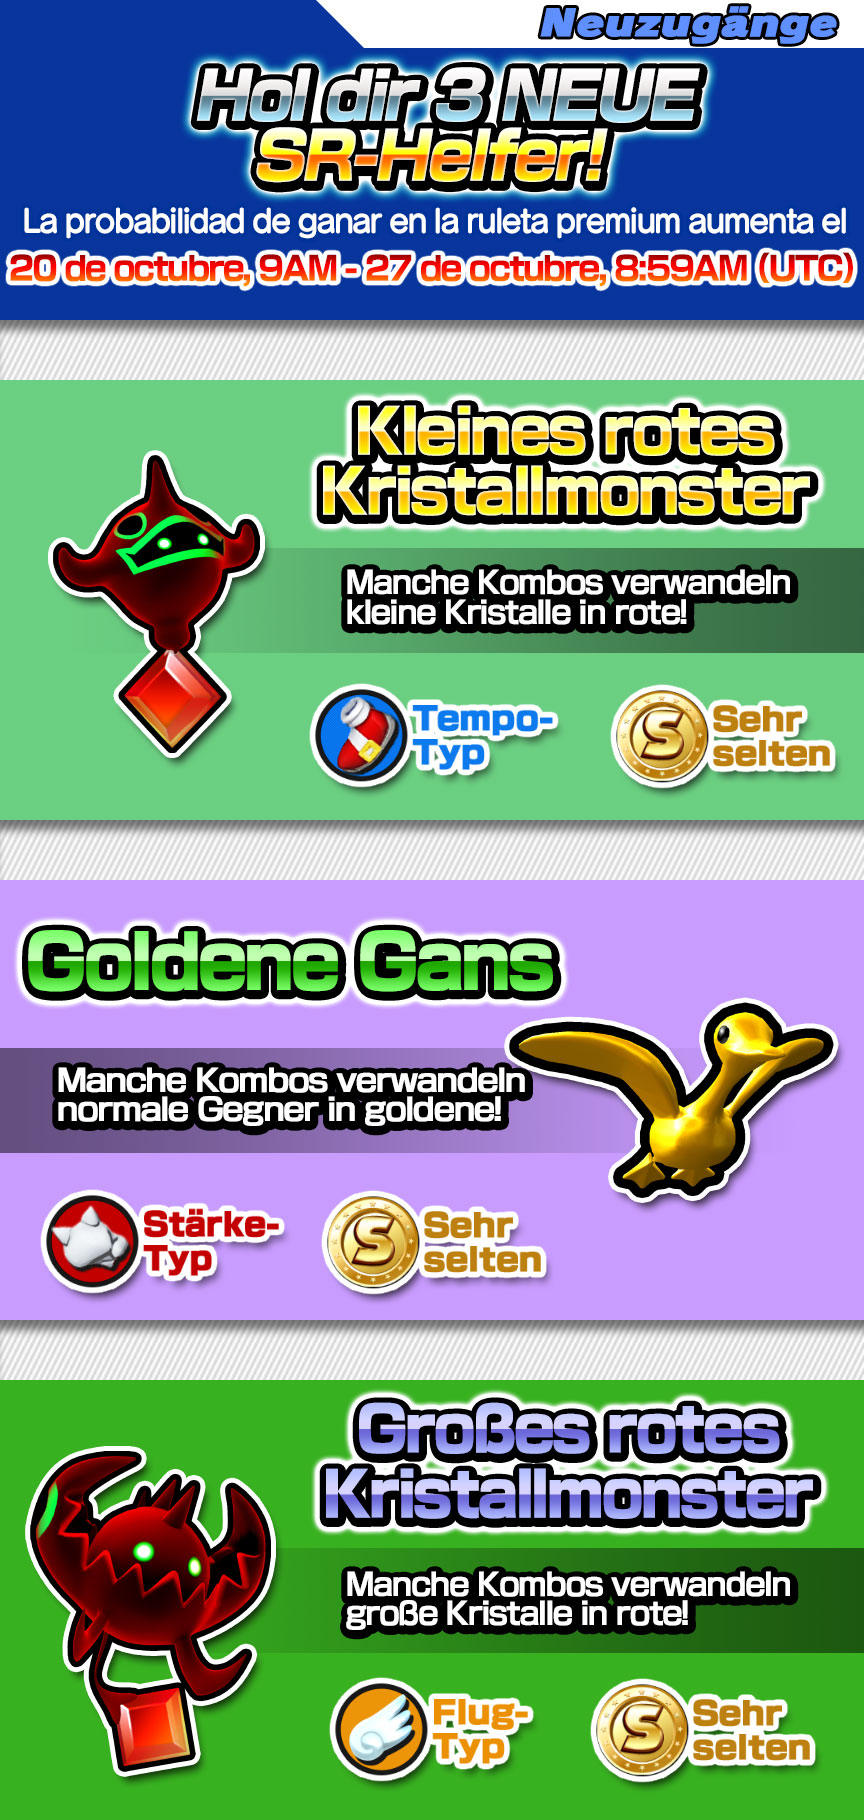 Neuzugänge
Hol dir 3 NEUE
SR-Helfer!
La probabilidad de ganar en la ruleta premium aumenta el
20 de octubre, 9AM - 27 de octubre, 8:59AM (UTC)
Kleines rotes
Kristallmonster
Manche Kombos verwandeln
kleine Kristalle in rote!
Tempo-
Typ
S
Sehr
selten
Goldene Gans
Manche Kombos verwandeln
normale Gegner in goldene!
Stärke-
Typ
S
Sehr
selten
Großes rotes
Kristallmonster
Manche Kombos verwandeln
große Kristalle in rote!
Flug-
Typ
S
Sehr
selten